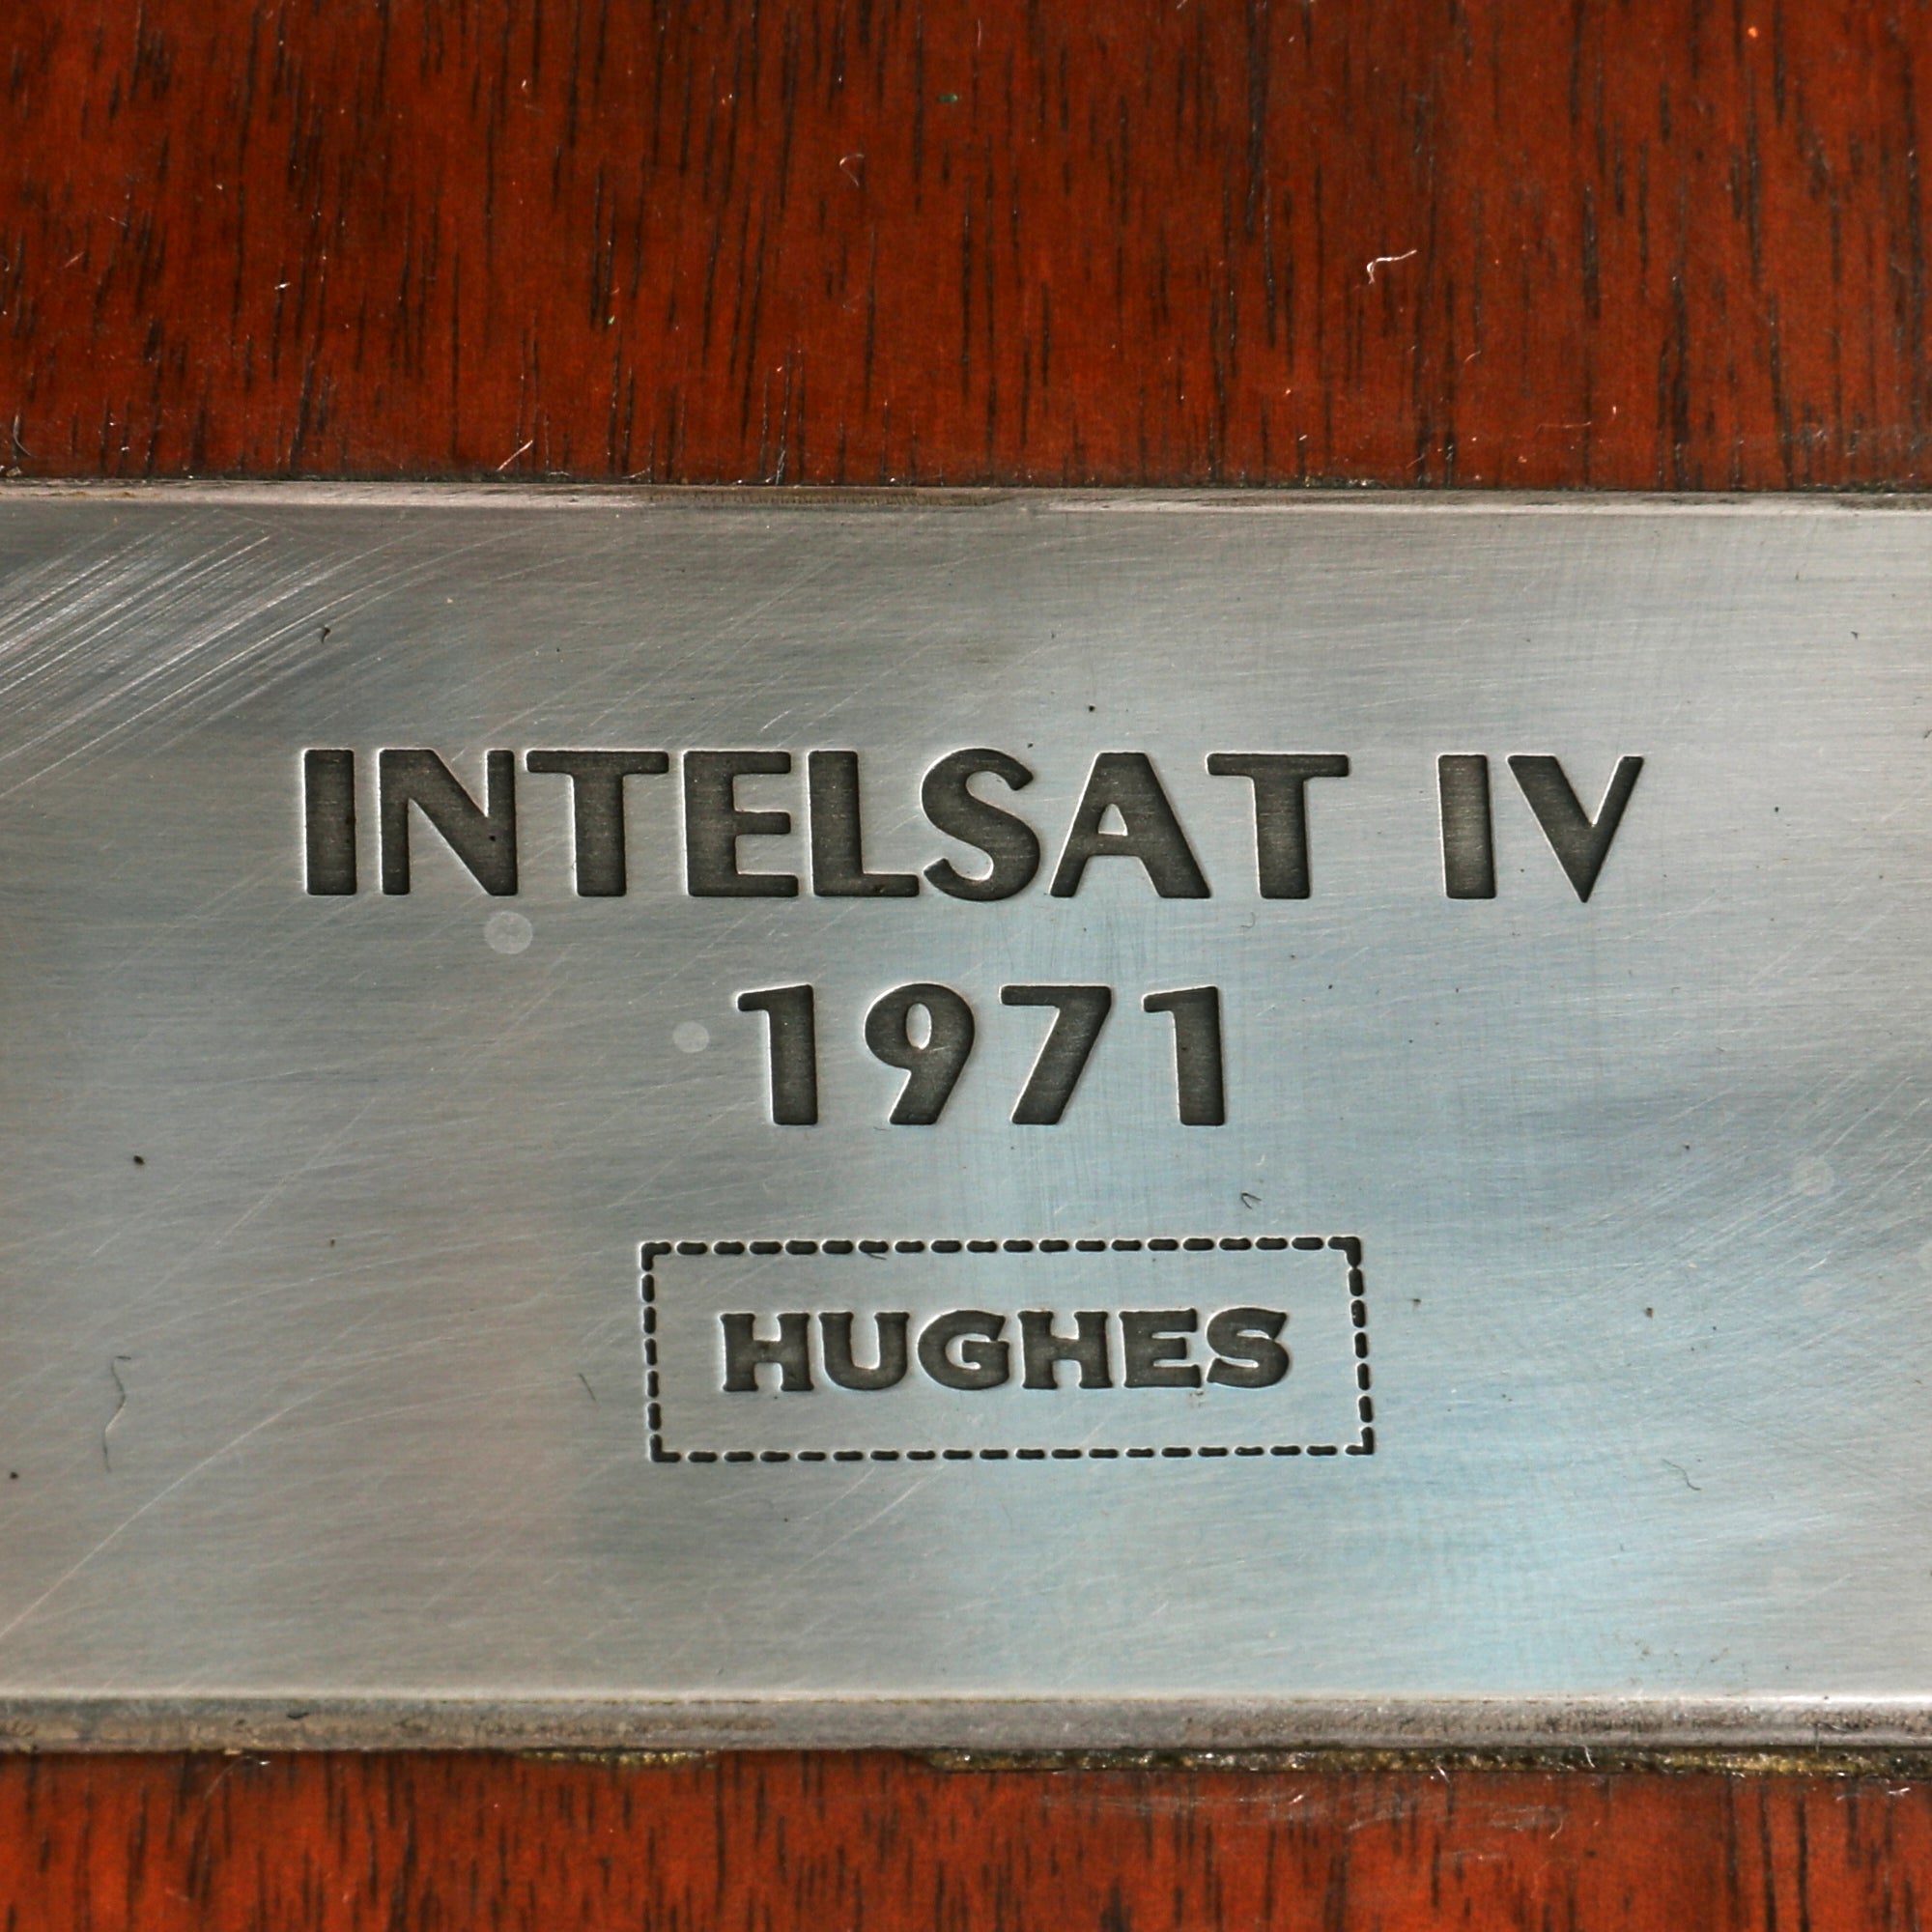 INTELSAT IV
1971
HUGHES